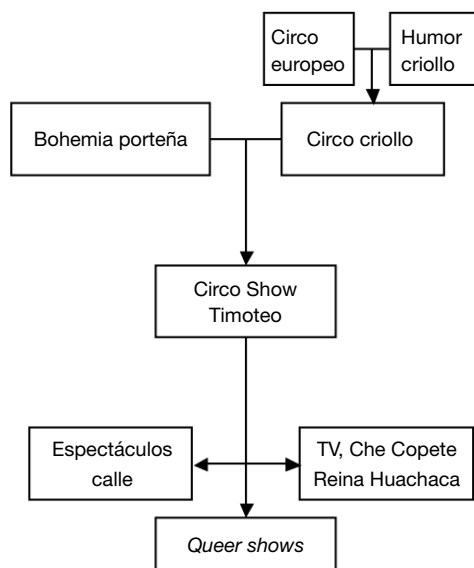 Circo
europeo
Humor
criollo
Bohemia porteña
Circo criollo
Circo Show
Timoteo
Espectáculos
calle
TV, Che Copete
Reina Huachaca
Queer shows